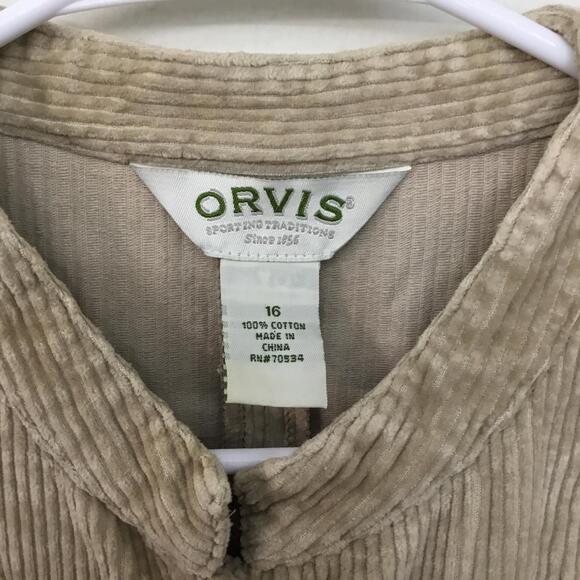 ORVIS®
SPORTING TRADITIONS
Since 1856
16
100% COTTON
MADE IN
CHINA
RN#70534